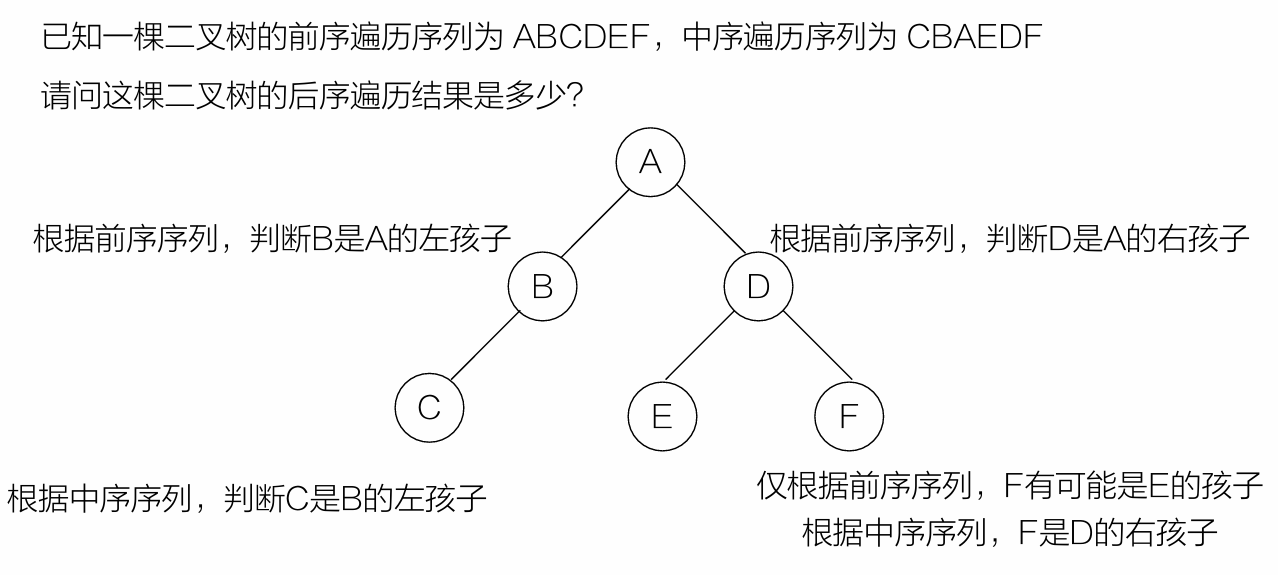 已知一棵二叉树的前序遍历序列为 ABCDEF，中序遍历序列为 CBAEDF
请问这棵二叉树的后序遍历结果是多少?
A
根据前序序列，判断B是A的左孩子
根据前序序列，判断D是A的右孩子
B
D
C
E
F
根据中序序列，判断C是B的左孩子
仅根据前序序列，F有可能是E的孩子
根据中序序列，F是D的右孩子